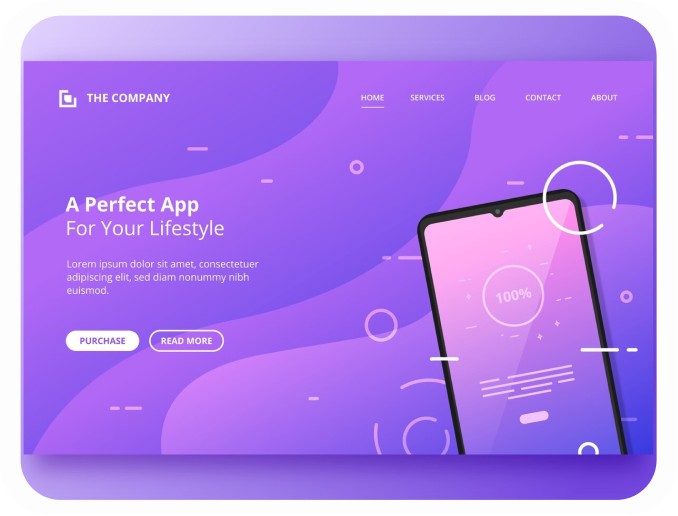 THE COMPANY
HOME SERVICES BLOG CONTACT ABOUT
A Perfect App
For Your Lifestyle
Lorem ipsum dolor sit amet, consectetuer
adipiscing elit, sed diam nonummy nibh
euismod.
PURCHASE READ MORE
100%